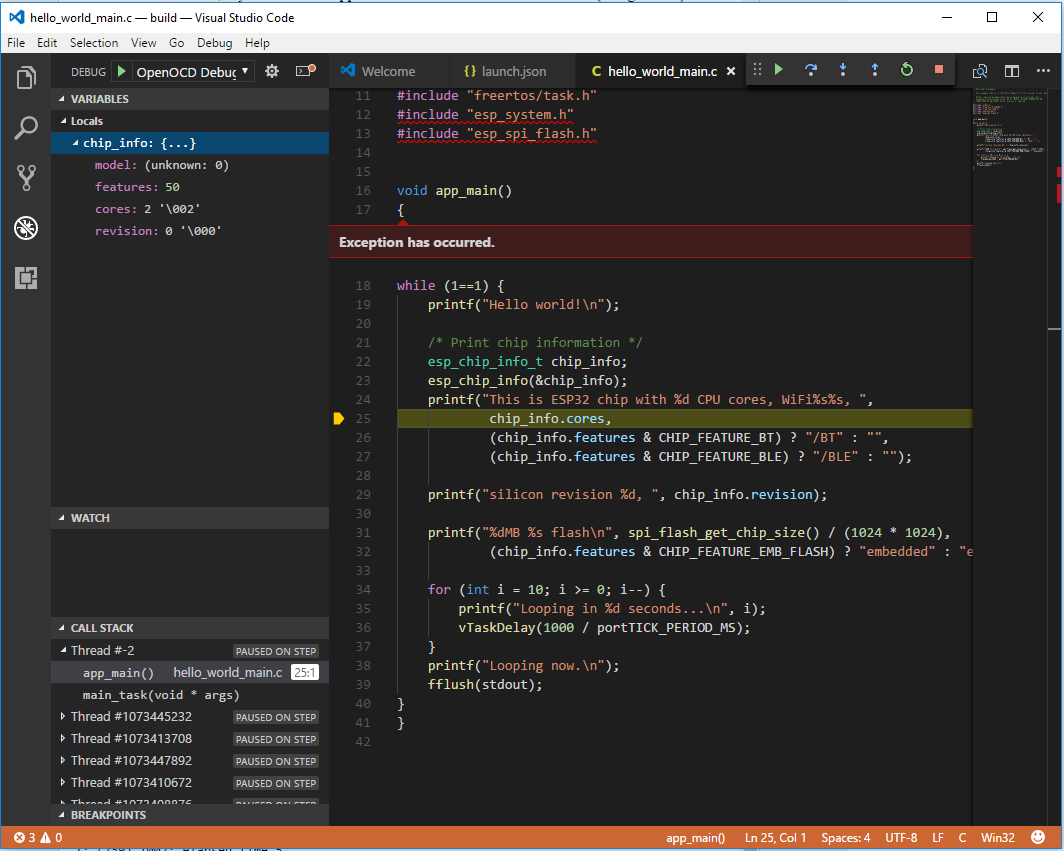 hello_world_main.c — build — Visual Studio Code
File Edit Selection View Go Debug Help
DEBUG OpenOCD Debug
Welcome launch.json C hello_world_main.c
VARIABLES
Locals
chip_info: {...}
model: (unknown: 0)
features: 50
cores: 2 '\002'
revision: 0 '\000'
WATCH
CALL STACK
Thread #-2 PAUSED ON STEP
app_main() hello_world_main.c 25:1
main_task(void * args)
Thread #1073445232 PAUSED ON STEP
Thread #1073413708 PAUSED ON STEP
Thread #1073447892 PAUSED ON STEP
Thread #1073410672 PAUSED ON STEP
Thread #1073408876 PAUSED ON STEP
BREAKPOINTS
11 #include "freertos/task.h"
12 #include "esp_system.h"
13 #include "esp_spi_flash.h"
14
15
16 void app_main()
17 {
Exception has occurred.
18 while (1==1) {
19 printf("Hello world!\n");
20
21 /* Print chip information */
22 esp_chip_info_t chip_info;
23 esp_chip_info(&chip_info);
24 printf("This is ESP32 chip with %d CPU cores, WiFi%s%s, ",
25 chip_info.cores,
26 (chip_info.features & CHIP_FEATURE_BT) ? "/BT" : "",
27 (chip_info.features & CHIP_FEATURE_BLE) ? "/BLE" : "");
28
29 printf("silicon revision %d, ", chip_info.revision);
30
31 printf("%dMB %s flash\n", spi_flash_get_chip_size() / (1024 * 1024),
32 (chip_info.features & CHIP_FEATURE_EMB_FLASH) ? "embedded" : "e
33
34 for (int i = 10; i >= 0; i--) {
35 printf("Looping in %d seconds...\n", i);
36 vTaskDelay(1000 / portTICK_PERIOD_MS);
37 }
38 printf("Looping now.\n");
39 fflush(stdout);
40 }
41 }
42
3 0 app_main() Ln 25, Col 1 Spaces: 4 UTF-8 LF C Win32